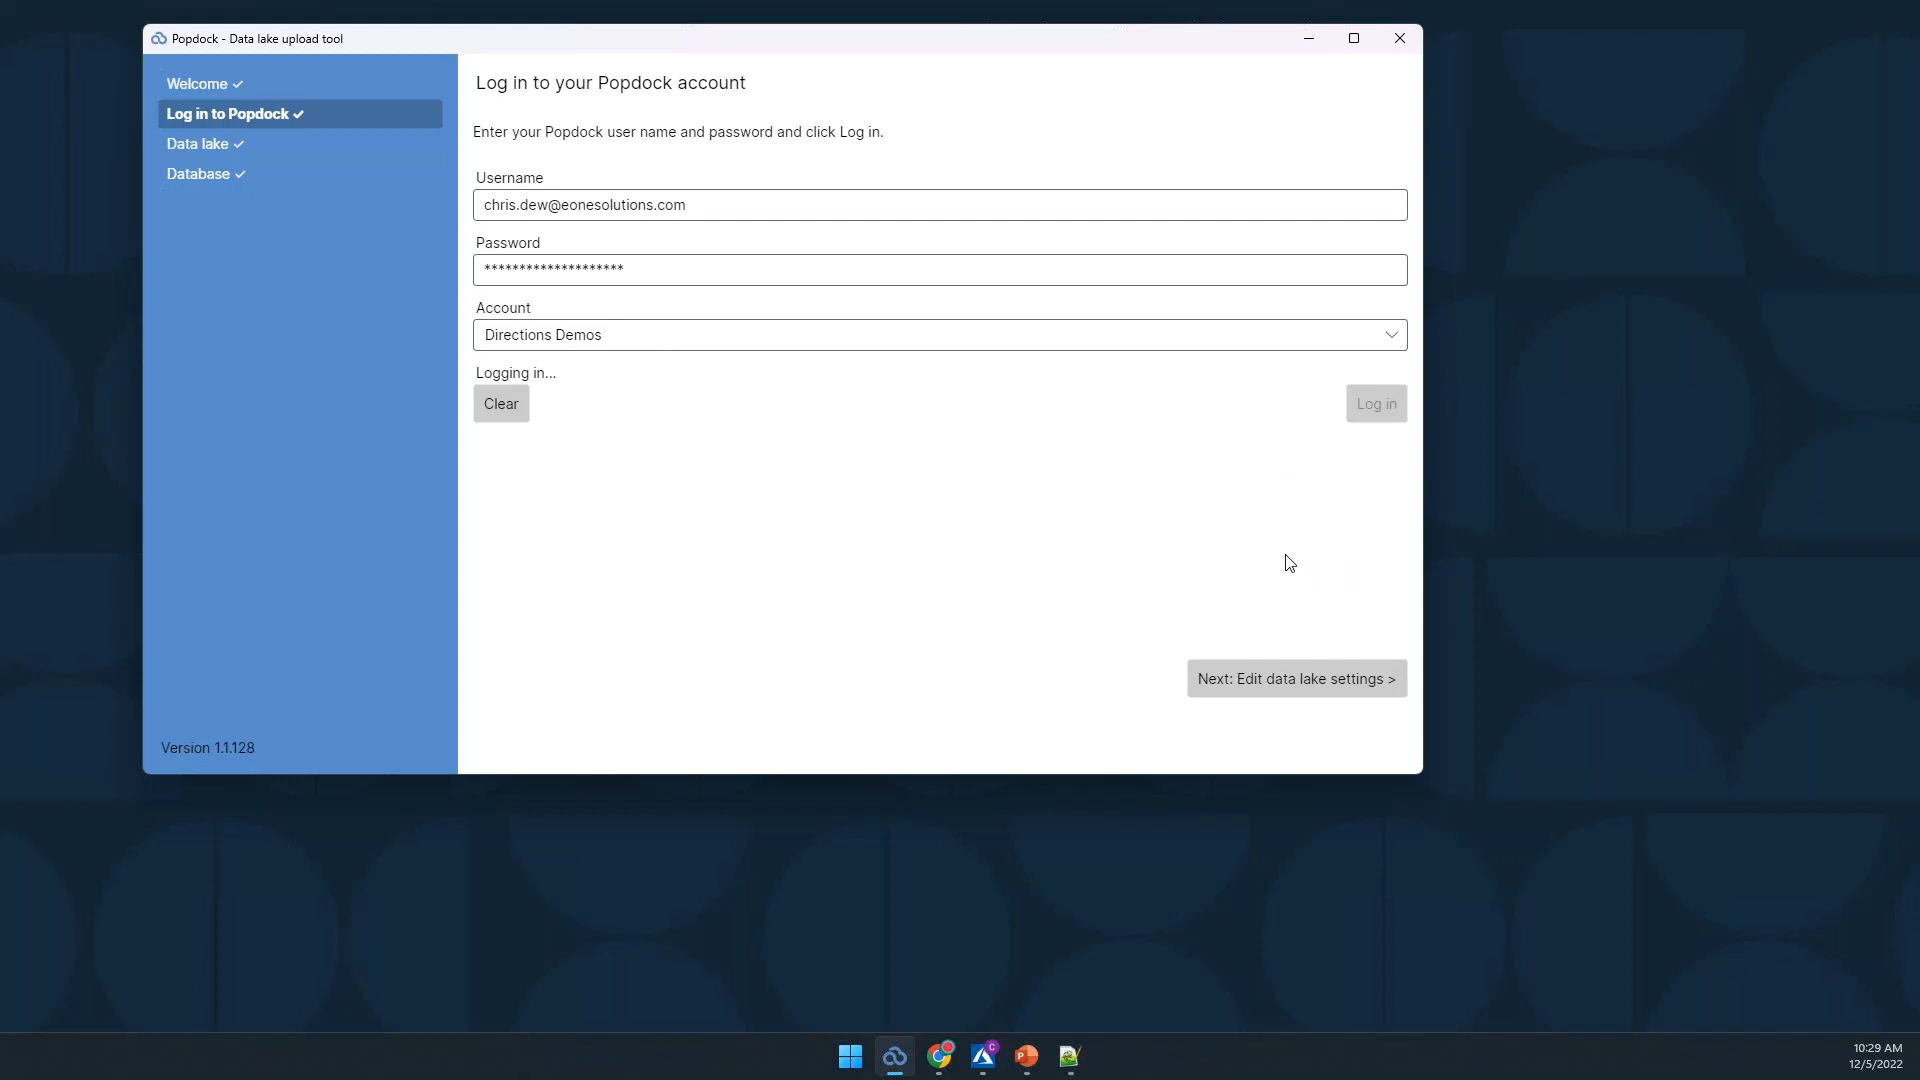 Popdock - Data lake upload tool
Welcome ✓
Log in to Popdock ✓
Data lake ✓
Database ✓
Version 1.1.128
Log in to your Popdock account
Enter your Popdock user name and password and click Log in.
Username
chris.dew@eonesolutions.com
Password
********************
Account
Directions Demos
Logging in...
Clear
Log in
Next: Edit data lake settings >
C
P
10:29 AM
12/5/2022